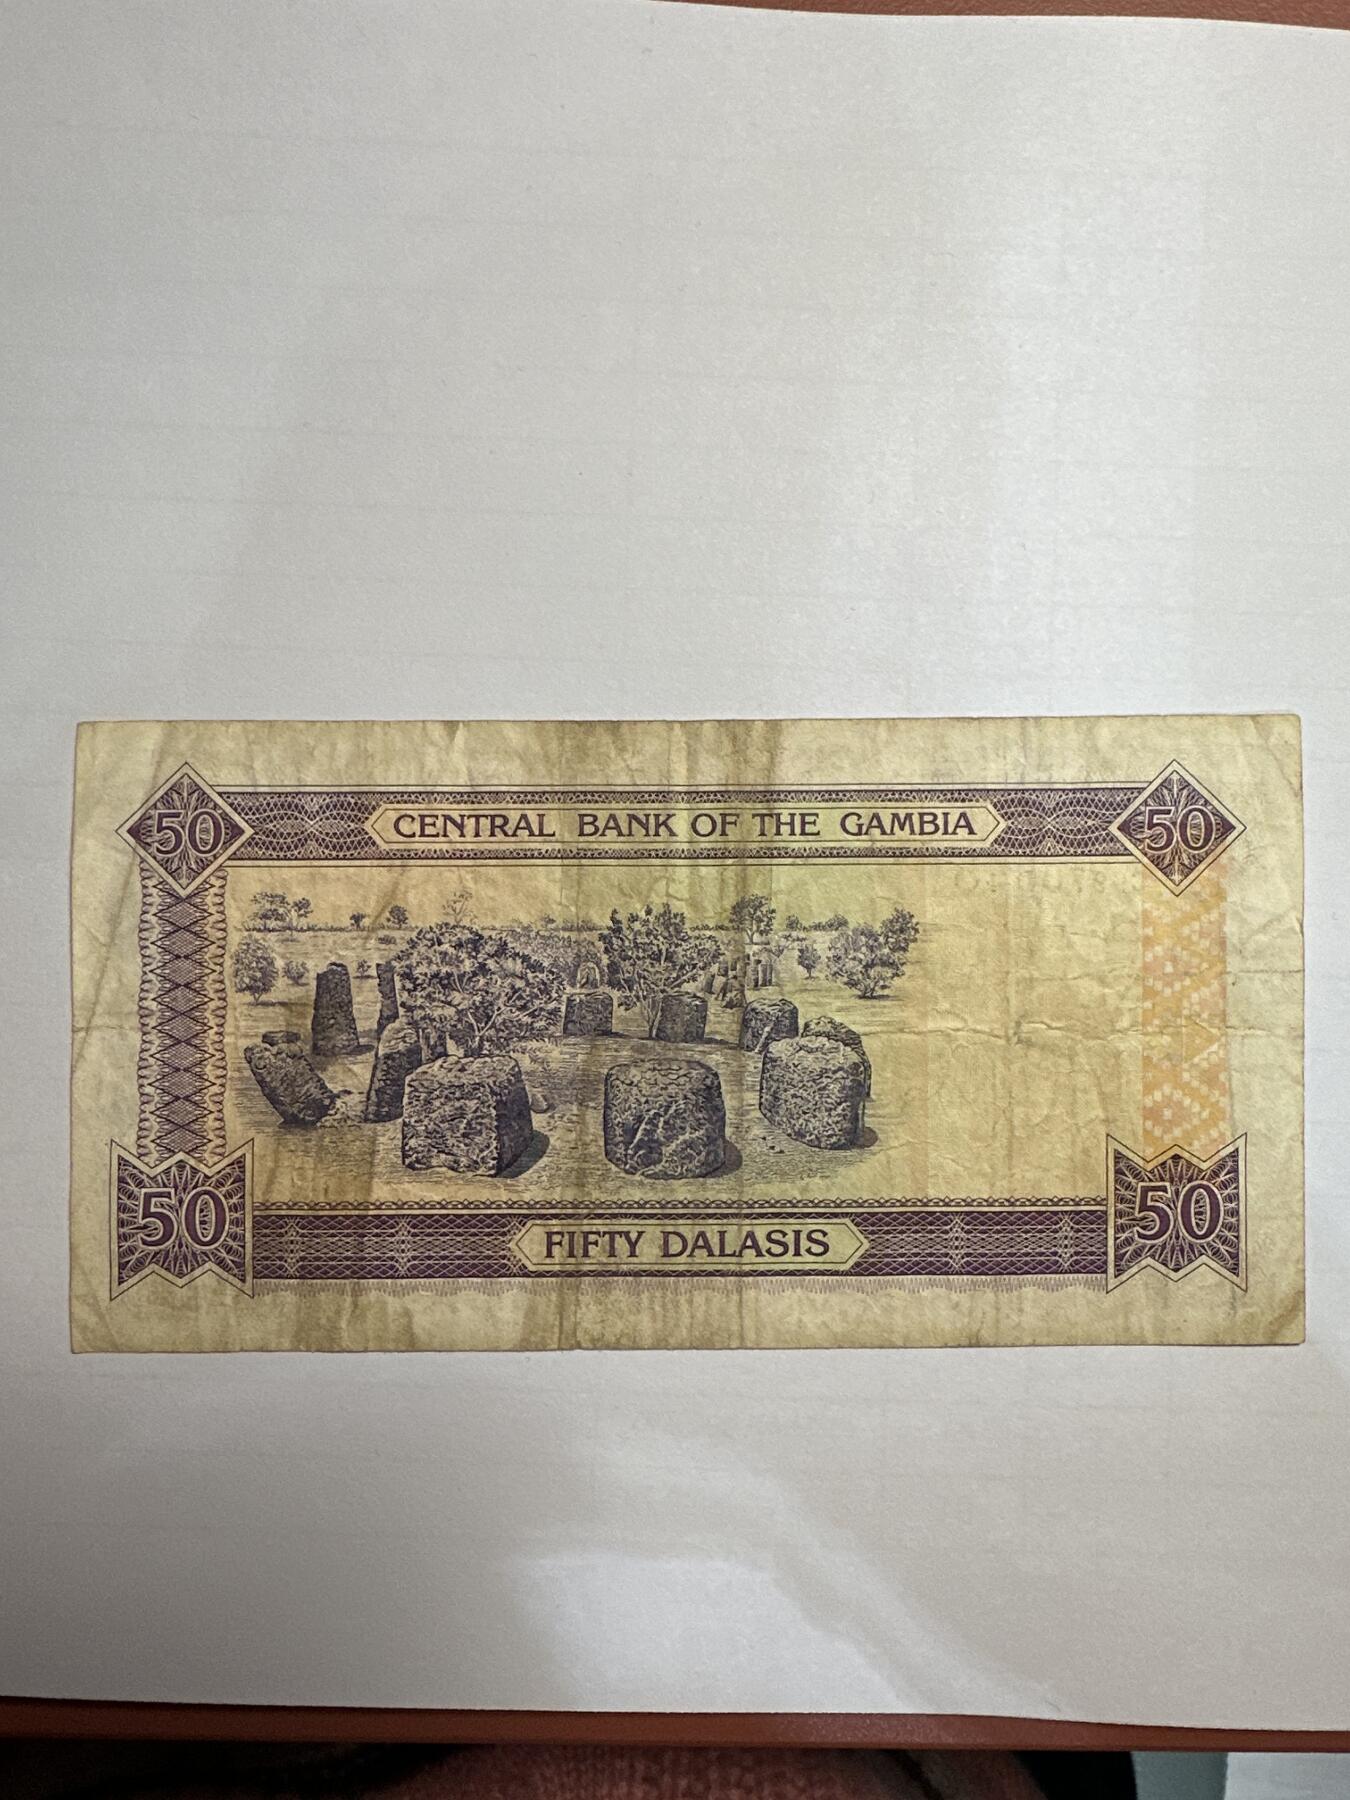 50 CENTRAL BANK OF THE GAMBIA 50
50 FIFTY DALASIS 50